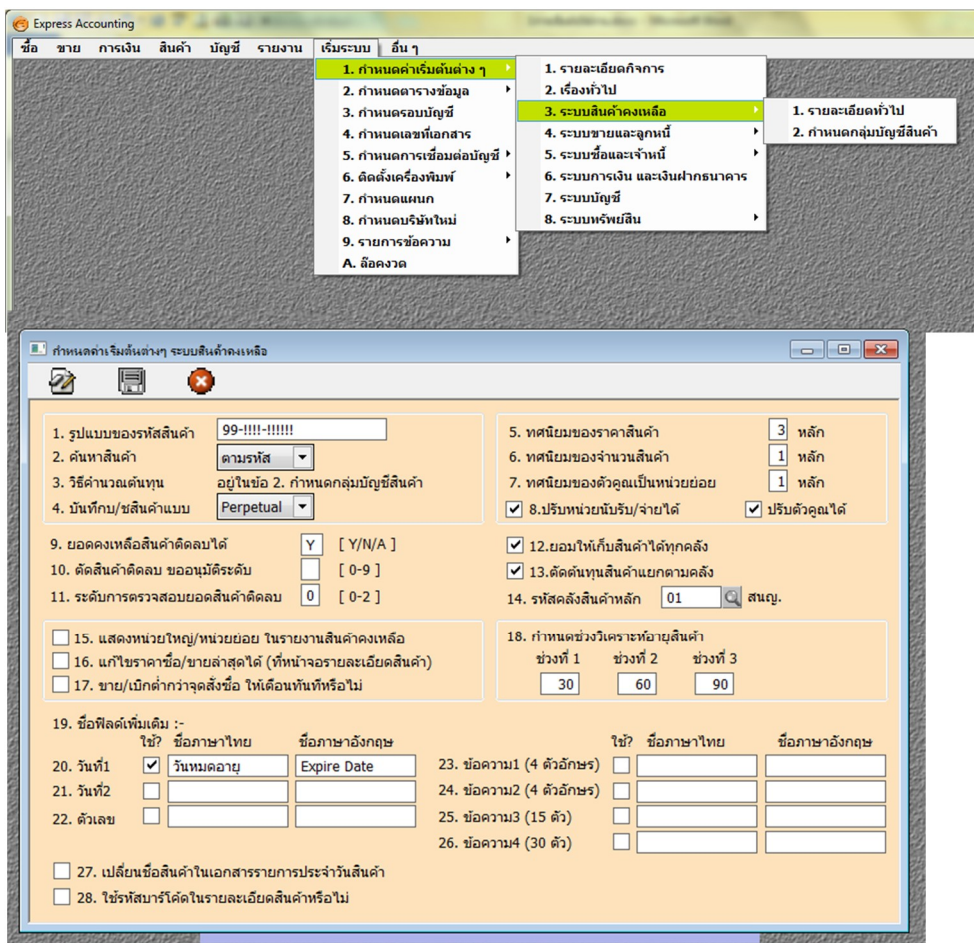 Express Accounting
ซื้อ ขาย การเงิน สินค้า บัญชี รายงาน เริ่มระบบ อื่น ๆ
1. กำหนดค่าเริ่มต้นต่าง ๆ
2. กำหนดตารางข้อมูล
3. กำหนดรอบบัญชี
4. กำหนดเลขที่เอกสาร
5. กำหนดการเชื่อมต่อบัญชี
6. ติดตั้งเครื่องพิมพ์
7. กำหนดแผนก
8. กำหนดบริษัทใหม่
9. รายการข้อความ
A. ล๊อคงวด
1. รายละเอียดกิจการ
2. เรื่องทั่วไป
3. ระบบสินค้าคงเหลือ
4. ระบบขายและลูกหนี้
5. ระบบซื้อและเจ้าหนี้
6. ระบบการเงิน และเงินฝากธนาคาร
7. ระบบบัญชี
8. ระบบทรัพย์สิน
1. รายละเอียดทั่วไป
2. กำหนดกลุ่มบัญชีสินค้า
กำหนดค่าเริ่มต้นต่างๆ ระบบสินค้าคงเหลือ
1. รูปแบบของรหัสสินค้า 99-!!!!-!!!!!!
2. ค้นหาสินค้า ตามรหัส
3. วิธีคำนวณต้นทุน อยู่ในข้อ 2. กำหนดกลุ่มบัญชีสินค้า
4. บันทึกบ/ชสินค้าแบบ Perpetual
5. ทศนิยมของราคาสินค้า 3 หลัก
6. ทศนิยมของจำนวนสินค้า 1 หลัก
7. ทศนิยมของตัวคูณเป็นหน่วยย่อย 1 หลัก
8.ปรับหน่วยนับรับ/จ่ายได้ ปรับตัวคูณได้
9. ยอดคงเหลือสินค้าติดลบได้ Y [ Y/N/A ]
10. ตัดสินค้าติดลบ ขออนุมัติระดับ [ 0-9 ]
11. ระดับการตรวจสอบยอดสินค้าติดลบ 0 [ 0-2 ]
12.ยอมให้เก็บสินค้าได้ทุกคลัง
13.ตัดต้นทุนสินค้าแยกตามคลัง
14. รหัสคลังสินค้าหลัก 01 สนญ.
15. แสดงหน่วยใหญ่/หน่วยย่อย ในรายงานสินค้าคงเหลือ
16. แก้ไขราคาซื้อ/ขายล่าสุดได้ (ที่หน้าจอรายละเอียดสินค้า)
17. ขาย/เบิกต่ำกว่าจุดสั่งซื้อ ให้เตือนทันทีหรือไม่
18. กำหนดช่วงวิเคราะห์อายุสินค้า
ช่วงที่ 1 ช่วงที่ 2 ช่วงที่ 3
30 60 90
19. ชื่อฟิลด์เพิ่มเติม :-
ใช้? ชื่อภาษาไทย ชื่อภาษาอังกฤษ
20. วันที่1 วันหมดอายุ Expire Date
21. วันที่2
22. ตัวเลข
ใช้? ชื่อภาษาไทย ชื่อภาษาอังกฤษ
23. ข้อความ1 (4 ตัวอักษร)
24. ข้อความ2 (4 ตัวอักษร)
25. ข้อความ3 (15 ตัว)
26. ข้อความ4 (30 ตัว)
27. เปลี่ยนชื่อสินค้าในเอกสารรายการประจำวันสินค้า
28. ใช้รหัสบาร์โค้ดในรายละเอียดสินค้าหรือไม่